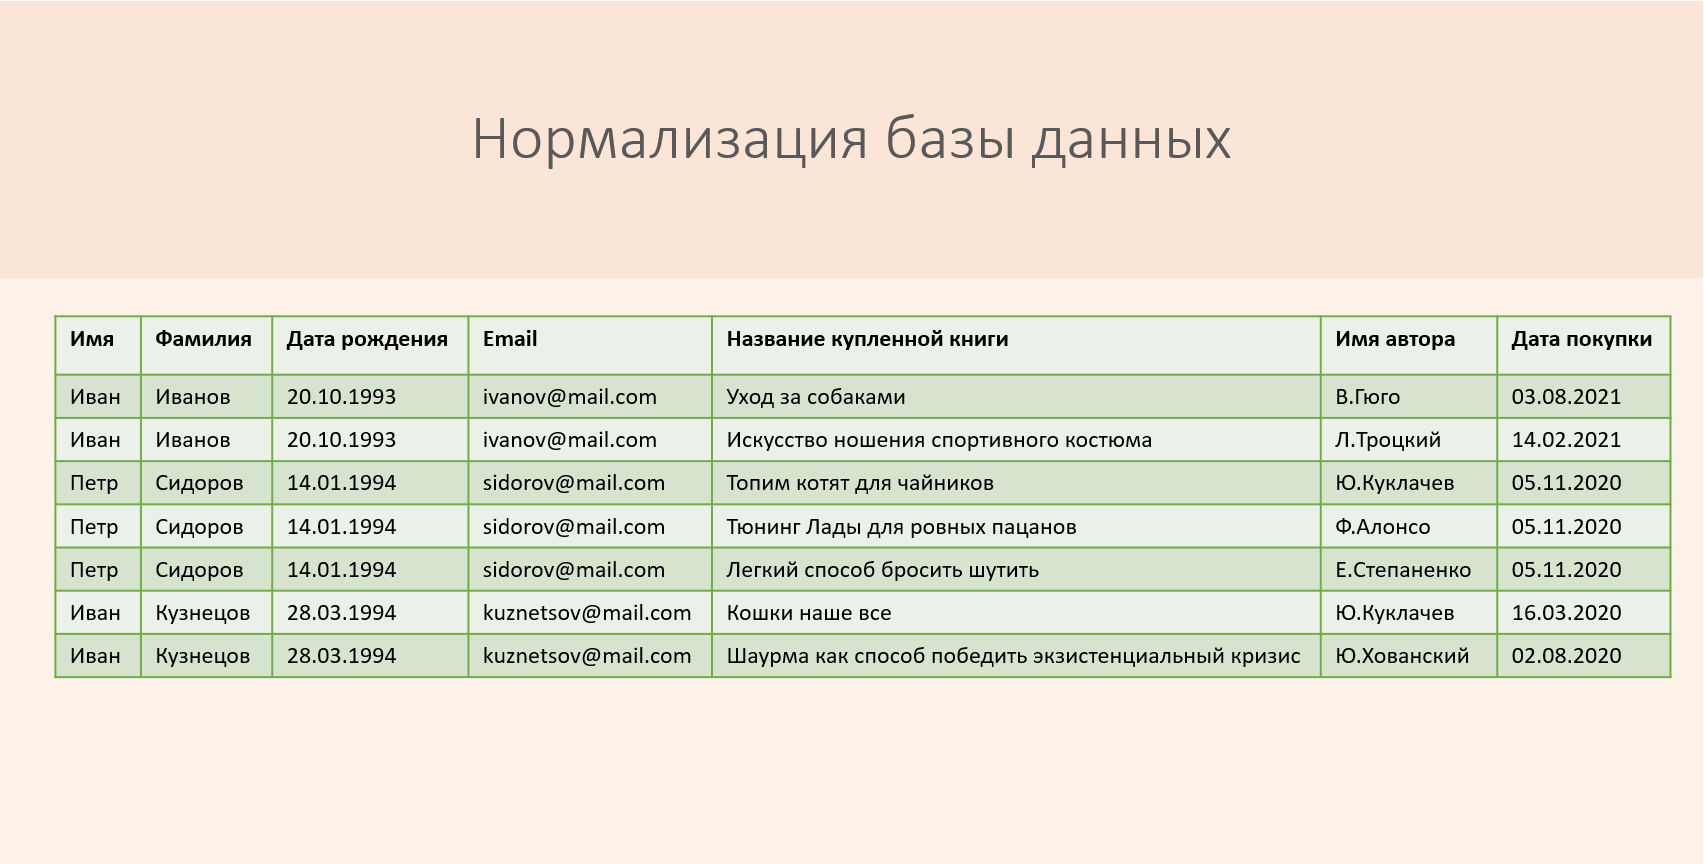 Нормализация базы данных
Имя Фамилия Дата рождения Email Название купленной книги Имя автора Дата покупки
Иван Иванов 20.10.1993 ivanov@mail.com Уход за собаками В.Гюго 03.08.2021
Иван Иванов 20.10.1993 ivanov@mail.com Искусство ношения спортивного костюма Л.Троцкий 14.02.2021
Петр Сидоров 14.01.1994 sidorov@mail.com Топим котят для чайников Ю.Куклачев 05.11.2020
Петр Сидоров 14.01.1994 sidorov@mail.com Тюнинг Лады для ровных пацанов Ф.Алонсо 05.11.2020
Петр Сидоров 14.01.1994 sidorov@mail.com Легкий способ бросить шутить Е.Степаненко 05.11.2020
Иван Кузнецов 28.03.1994 kuznetsov@mail.com Кошки наше все Ю.Куклачев 16.03.2020
Иван Кузнецов 28.03.1994 kuznetsov@mail.com Шаурма как способ победить экзистенциальный кризис Ю.Хованский 02.08.2020